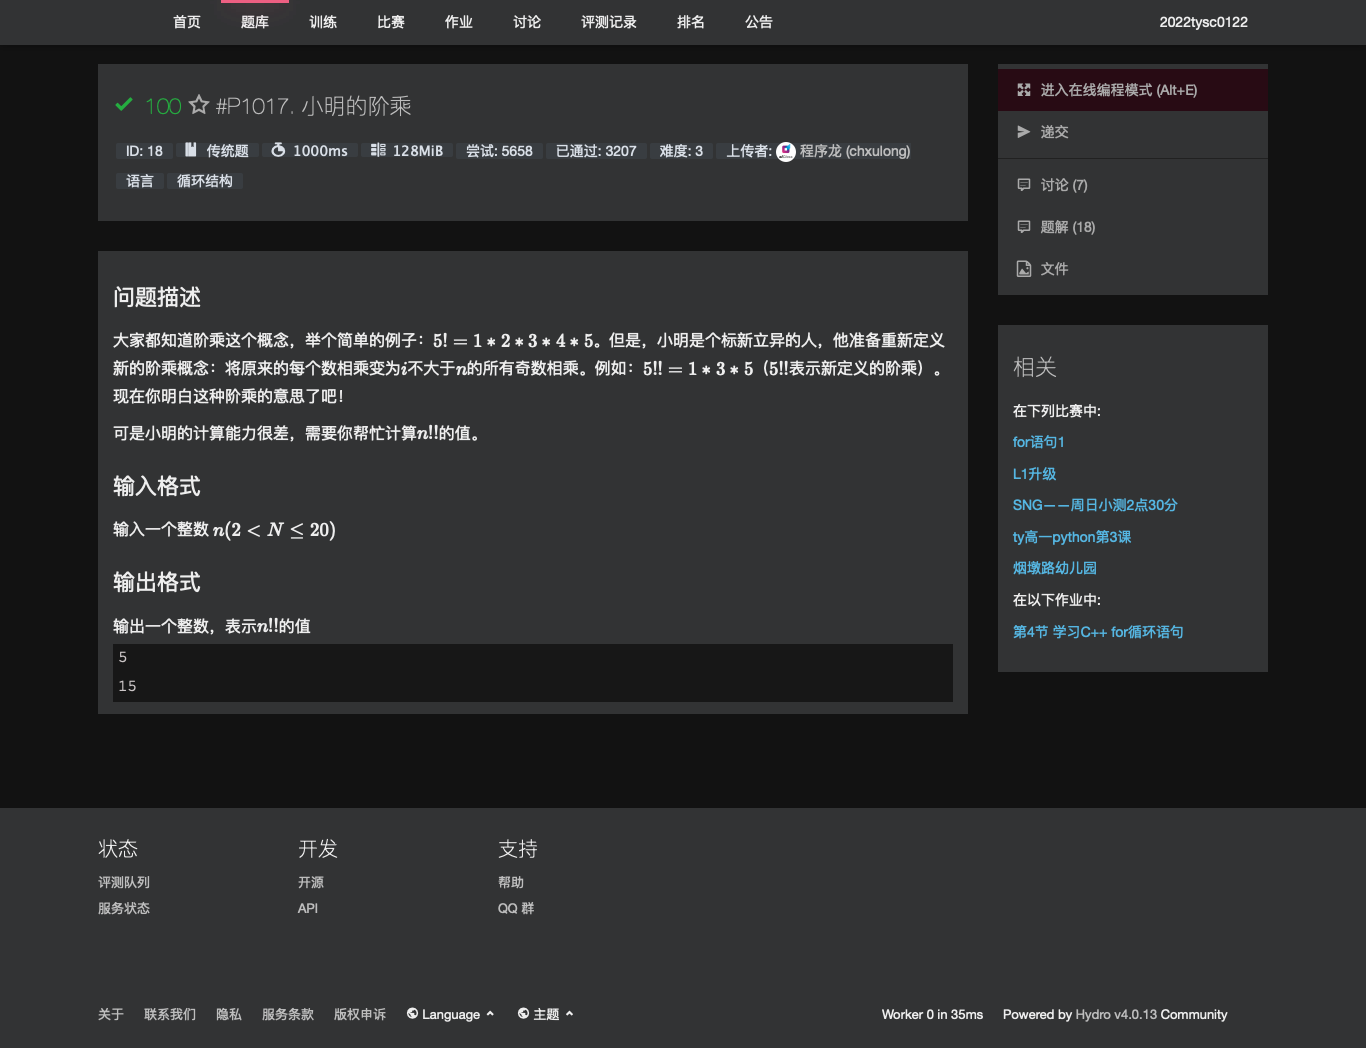 首页 题库 训练 比赛 作业 讨论 评测记录 排名 公告 2022tysc0122
100 #P1017. 小明的阶乘
ID: 18 传统题 1000ms 128MiB 尝试: 5658 已通过: 3207 难度: 3 上传者: 程序龙 (chxulong)
语言 循环结构
问题描述
大家都知道阶乘这个概念，举个简单的例子：5! = 1 * 2 * 3 * 4 * 5。但是，小明是个标新立异的人，他准备重新定义
新的阶乘概念：将原来的每个数相乘变为i不大于n的所有奇数相乘。例如：5!! = 1 * 3 * 5（5!!表示新定义的阶乘）。
现在你明白这种阶乘的意思了吧！
可是小明的计算能力很差，需要你帮忙计算n!!的值。
输入格式
输入一个整数 n(2 < N ≤ 20)
输出格式
输出一个整数，表示n!!的值
5
15
进入在线编程模式 (Alt+E)
递交
讨论 (7)
题解 (18)
文件
相关
在下列比赛中:
for语句1
L1升级
SNG——周日小测2点30分
ty高一python第3课
烟墩路幼儿园
在以下作业中:
第4节 学习C++ for循环语句
状态
评测队列
服务状态
开发
开源
API
支持
帮助
QQ 群
关于 联系我们 隐私 服务条款 版权申诉 Language 主题 Worker 0 in 35ms Powered by Hydro v4.0.13 Community